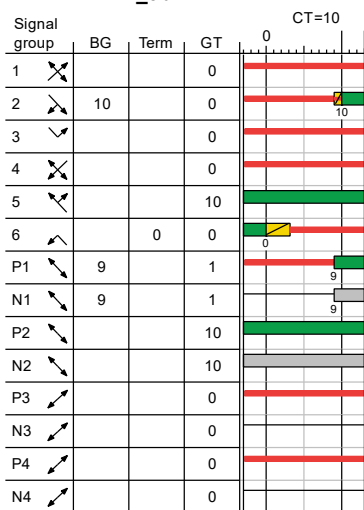 CT=10
Signal
group BG Term GT 0
1 0
2 10 0 10
3 0
4 0
5 10
6 0 0 0
P1 9 1 9
N1 9 1 9
P2 10
N2 10
P3 0
N3 0
P4 0
N4 0